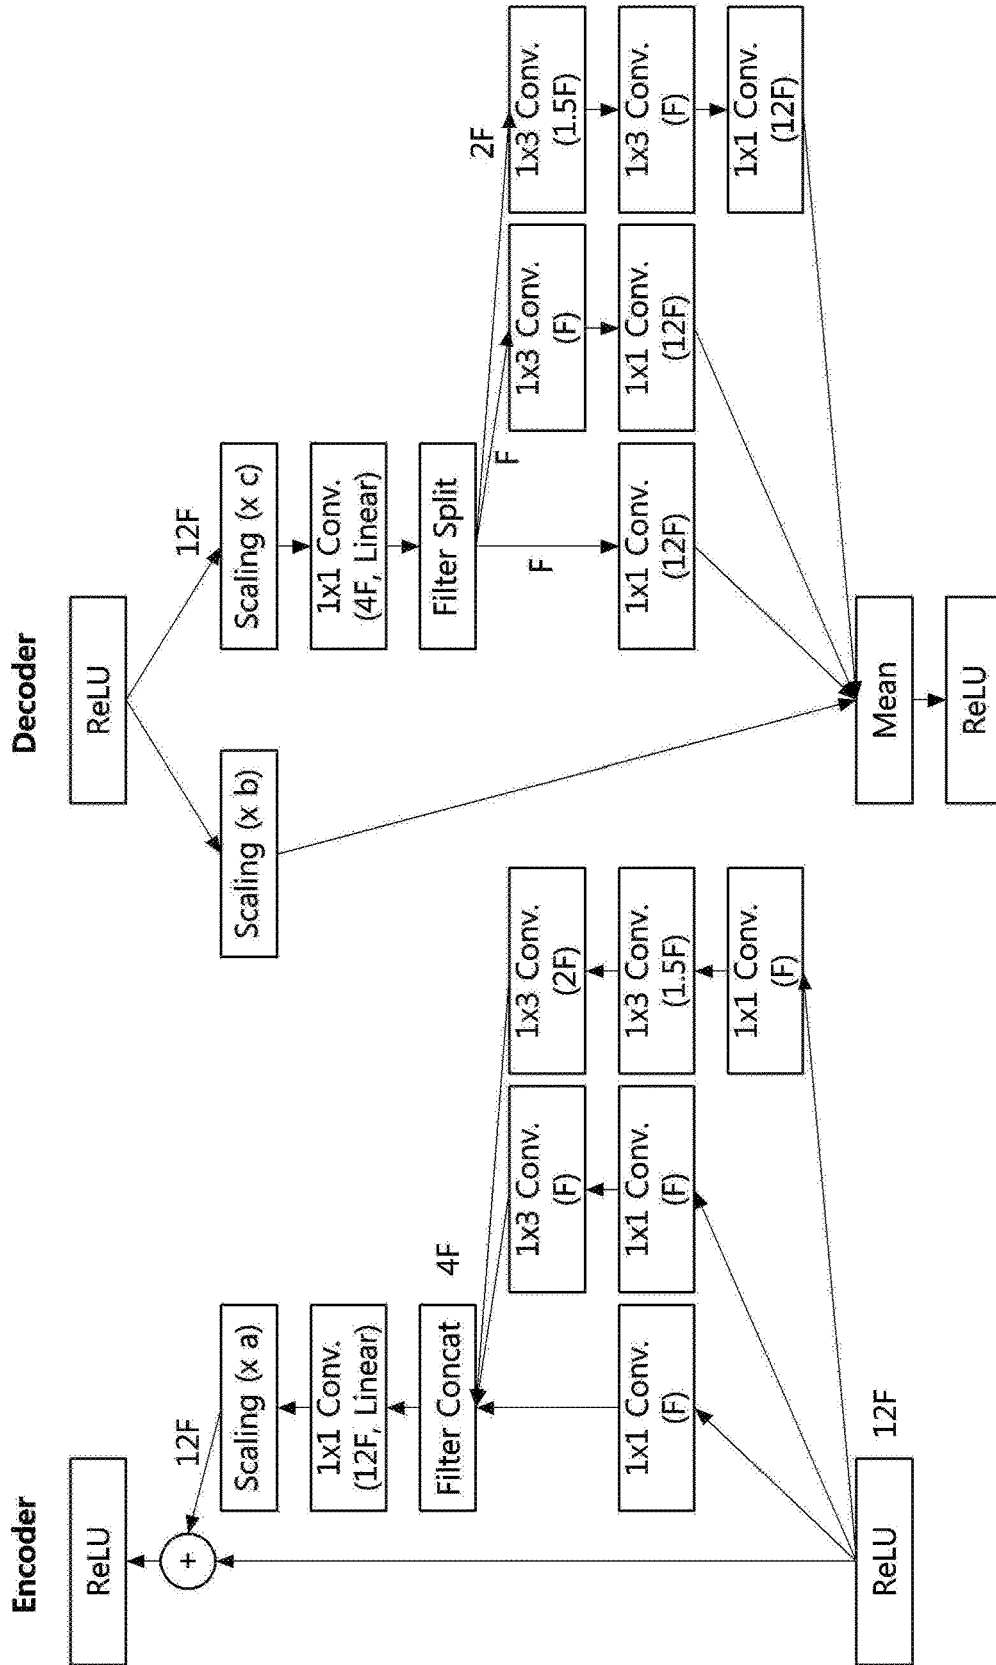 Encoder
ReLU
+
12F
Scaling (x a)
1x1 Conv.
(12F, Linear)
Filter Concat
4F
1x3 Conv.
(F)
1x3 Conv.
(2F)
1x1 Conv.
(F)
1x1 Conv.
(F)
1x3 Conv.
(1.5F)
1x1 Conv.
(F)
ReLU
12F
Decoder
ReLU
12F
Scaling (x b)
Scaling (x c)
1x1 Conv.
(4F, Linear)
Filter Split
F
F
2F
1x3 Conv.
(F)
1x3 Conv.
(1.5F)
1x1 Conv.
(12F)
1x1 Conv.
(12F)
1x3 Conv.
(F)
1x1 Conv.
(12F)
Mean
ReLU